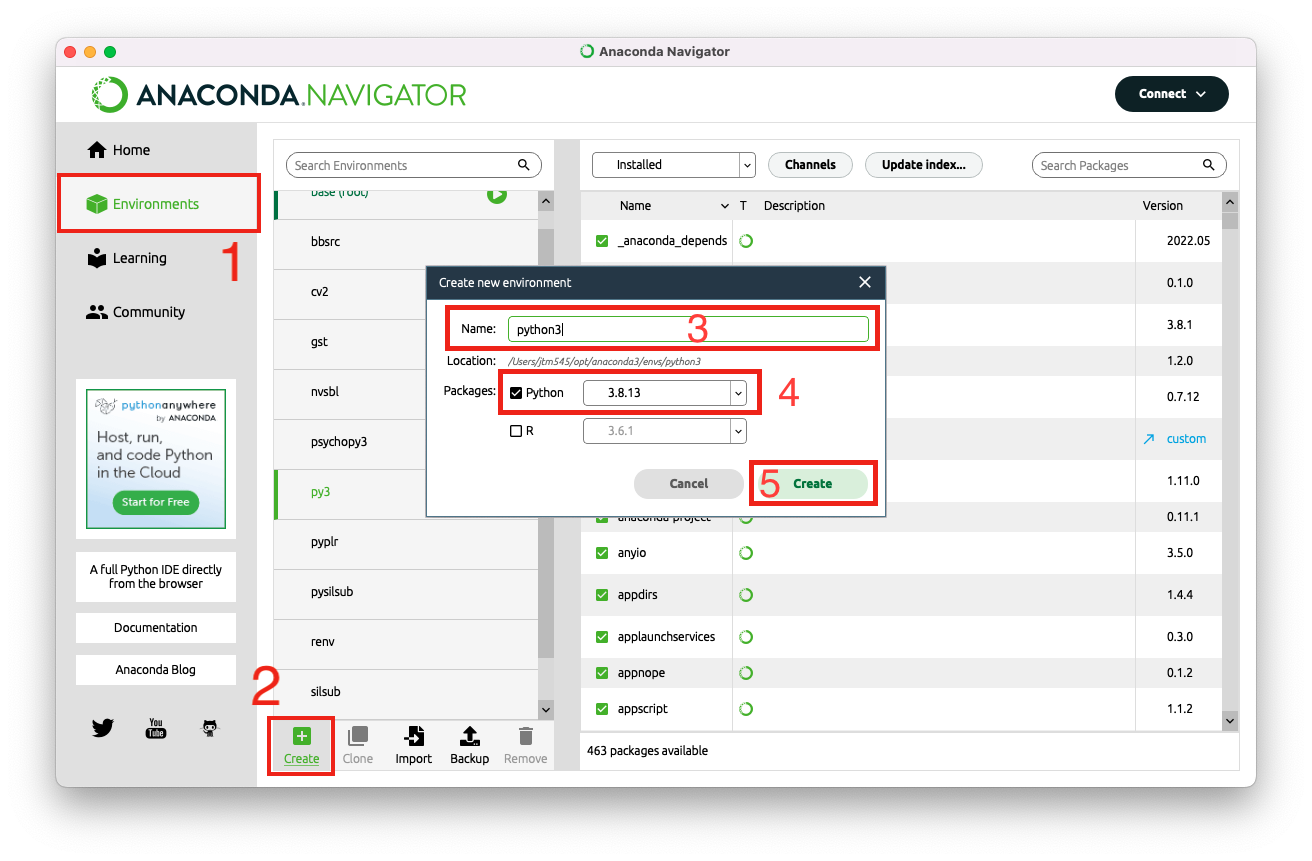 Anaconda Navigator
ANACONDA.NAVIGATOR
Connect
Home
Environments
1
Learning
Community
pythonanywhere
by ANACONDA
Host, run,
and code Python
in the Cloud
Start for Free
A full Python IDE directly
from the browser
Documentation
Anaconda Blog
You
Tube
Search Environments
base (root)
bbsrc
cv2
gst
nvsbl
psychopy3
py3
pyplr
pysilsub
renv
silsub
2
Create
Clone
Import
Backup
Remove
Installed
Channels
Update index...
Search Packages
Name T Description Version
_anaconda_depends 2022.05
0.1.0
3.8.1
1.2.0
0.7.12
custom
1.11.0
anaconda-project 0.11.1
anyio 3.5.0
appdirs 1.4.4
applaunchservices 0.3.0
appnope 0.1.2
appscript 1.1.2
463 packages available
Create new environment
Name: python3 3
Location: /Users/jtm545/opt/anaconda3/envs/python3
Packages: Python 3.8.13 4
R 3.6.1
Cancel
5 Create